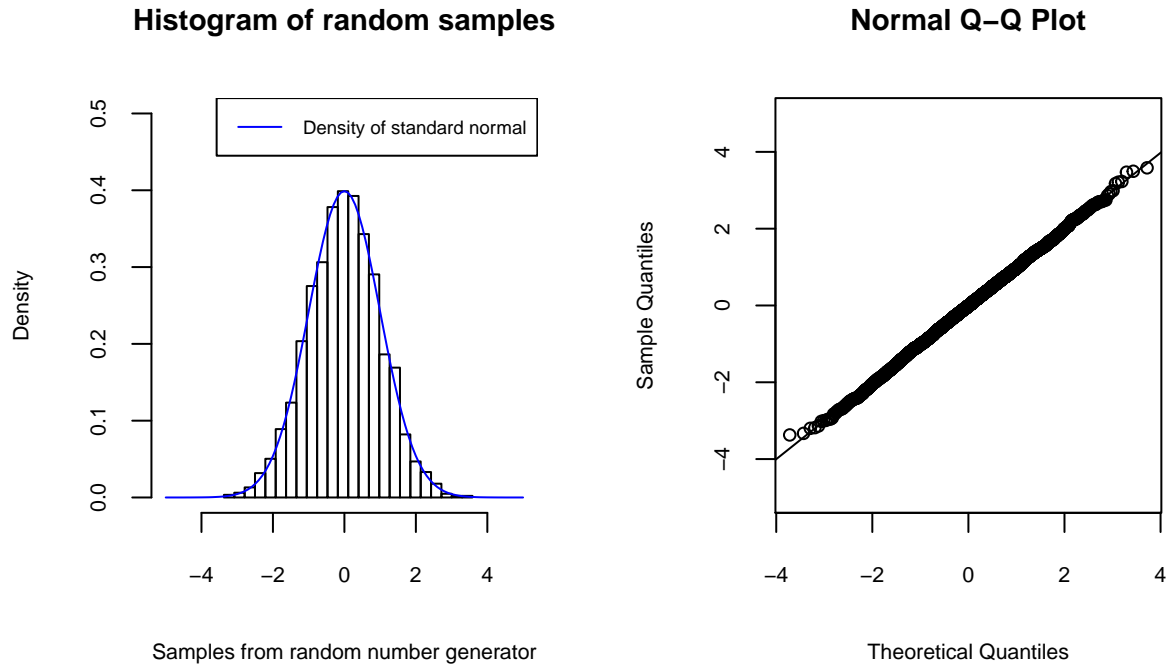 Histogram of random samples
Density
0.0 0.1 0.2 0.3 0.4 0.5
Density of standard normal
−4 −2 0 2 4
Samples from random number generator
Normal Q−Q Plot
Sample Quantiles
−4 −2 0 2 4
−4 −2 0 2 4
Theoretical Quantiles